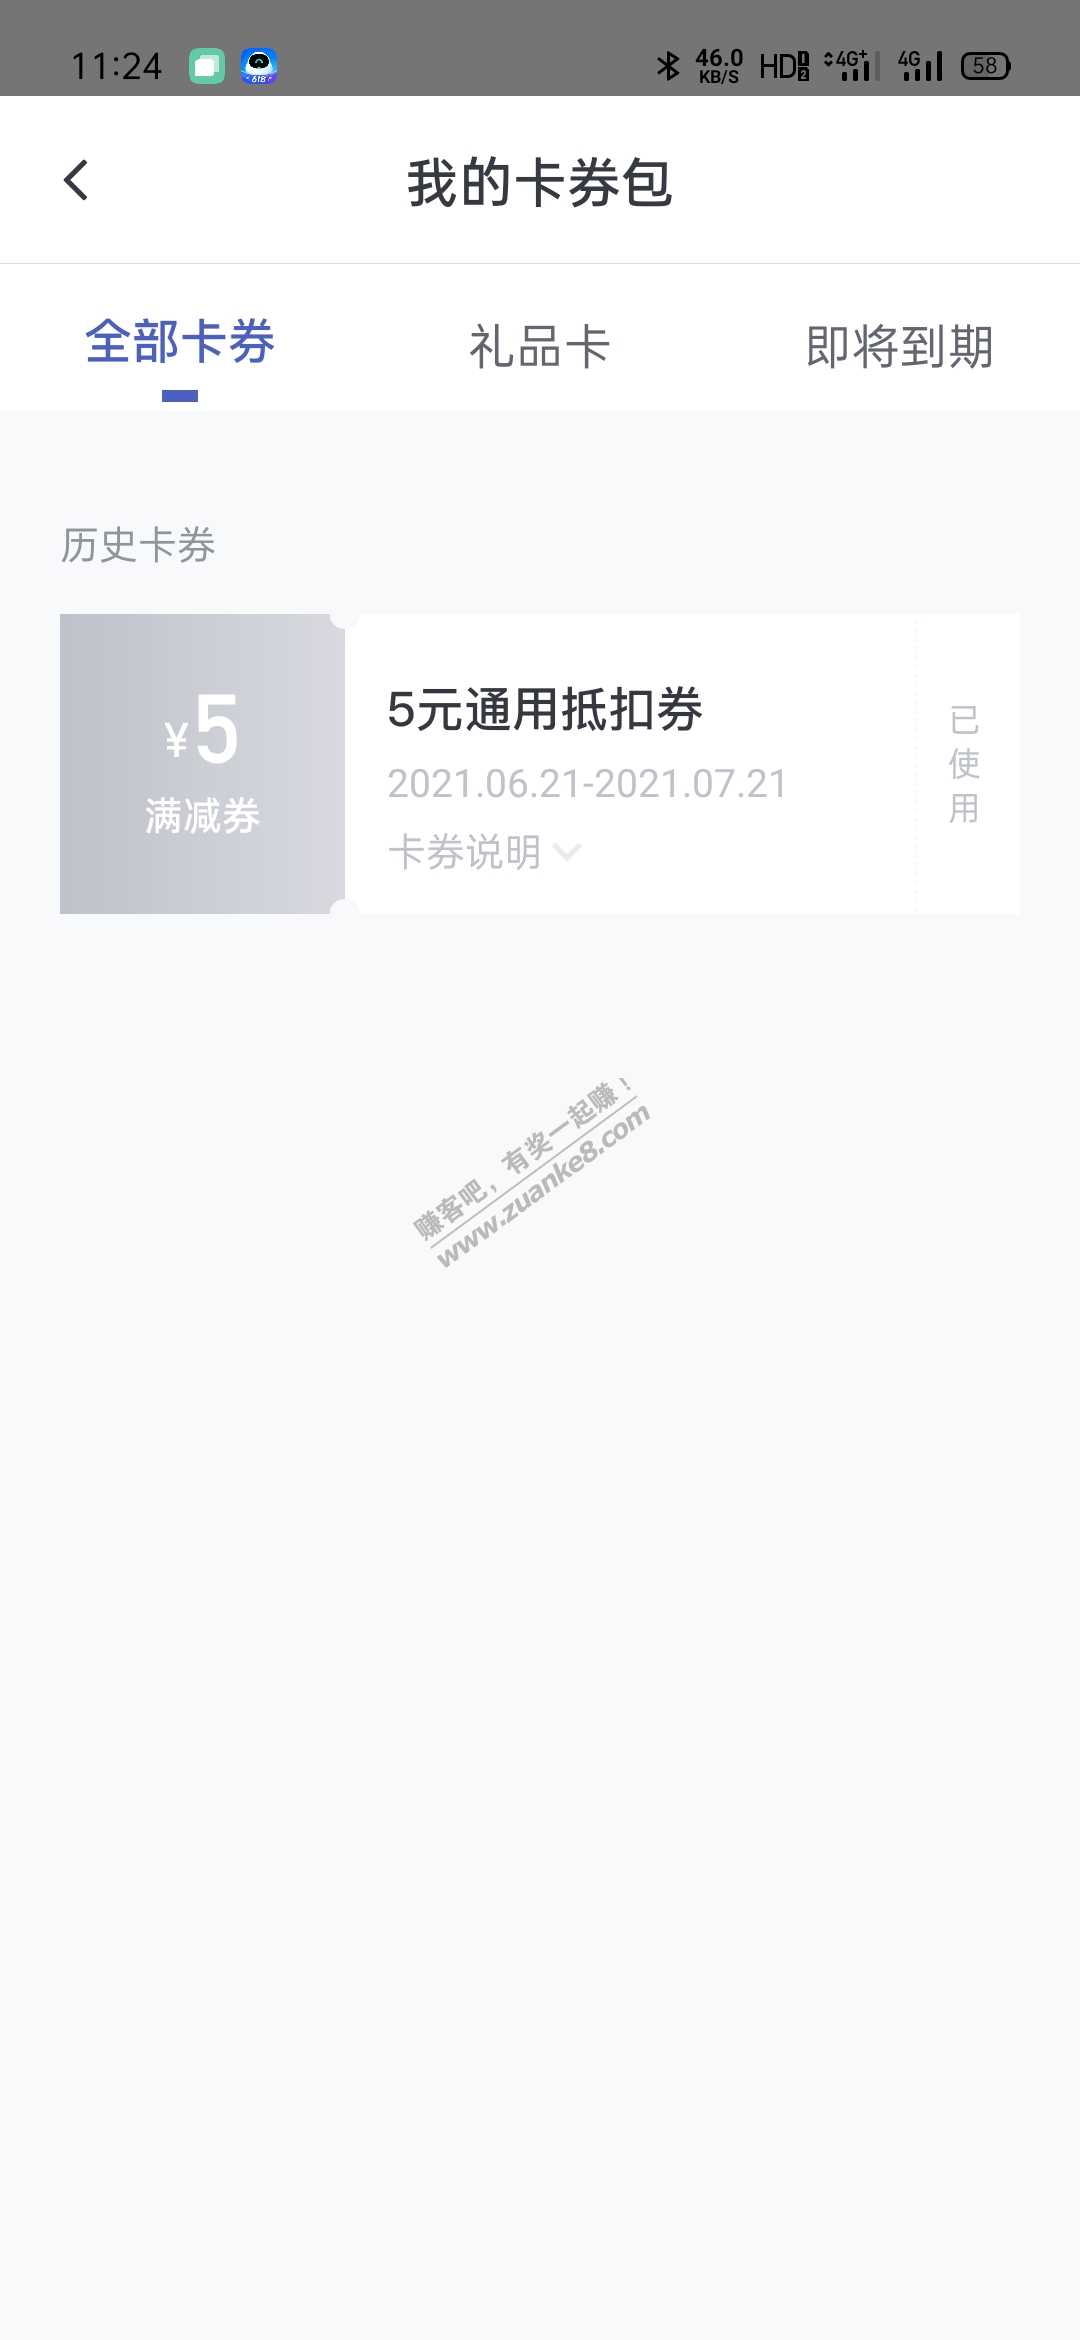 11:24
618
46.0
KB/S
HD 1 2
4G+
4G
58
我的卡券包
全部卡券
礼品卡
即将到期
历史卡券
¥5
满减券
5元通用抵扣券
2021.06.21-2021.07.21
卡券说明
已使用
赚客吧，有奖一起赚！
www.zuanke8.com